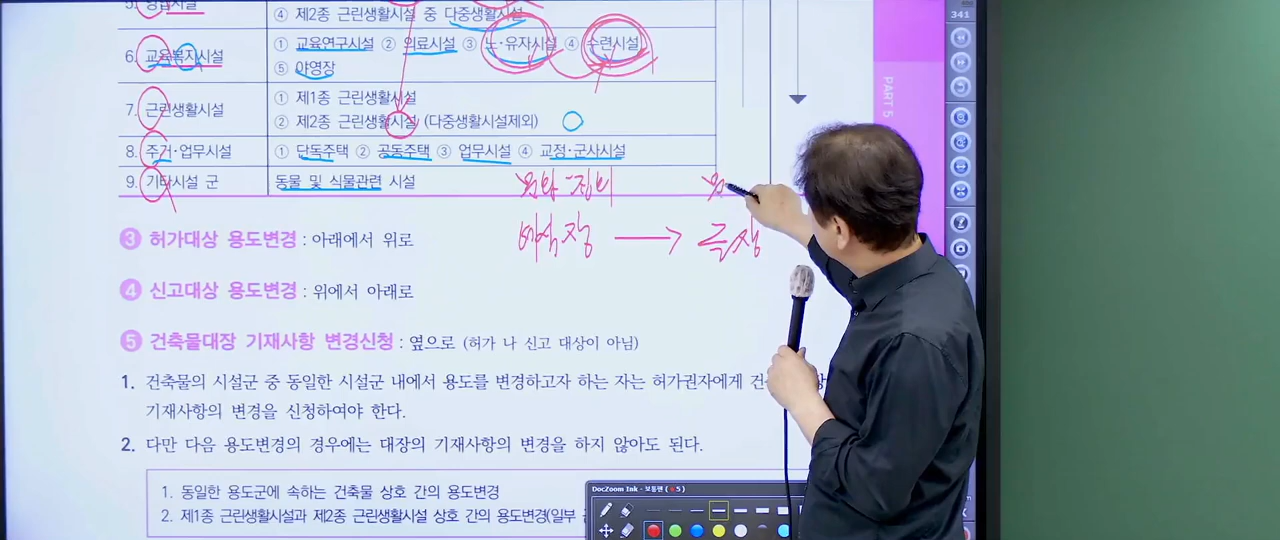 341
PART 5
④ 제2종 근린생활시설 중 다중생활시설
6. 교육복지시설
① 교육연구시설 ② 의료시설 ③ 노·유자시설 ④ 수련시설
⑤ 야영장
7. 근린생활시설
① 제1종 근린생활시설
② 제2종 근린생활시설 (다중생활시설제외)
8. 주거·업무시설
① 단독주택 ② 공동주택 ③ 업무시설 ④ 교정·군사시설
9. 기타시설 군
동물 및 식물관련 시설
예식장 → 극장
③ 허가대상 용도변경 : 아래에서 위로
④ 신고대상 용도변경 : 위에서 아래로
⑤ 건축물대장 기재사항 변경신청 : 옆으로 (허가 나 신고 대상이 아님)
1. 건축물의 시설군 중 동일한 시설군 내에서 용도를 변경하고자 하는 자는 허가권자에게
기재사항의 변경을 신청하여야 한다.
2. 다만 다음 용도변경의 경우에는 대장의 기재사항의 변경을 하지 않아도 된다.
1. 동일한 용도군에 속하는 건축물 상호 간의 용도변경
2. 제1종 근린생활시설과 제2종 근린생활시설 상호 간의 용도변경(일부
DocZoom Ink - 보통펜 (5)